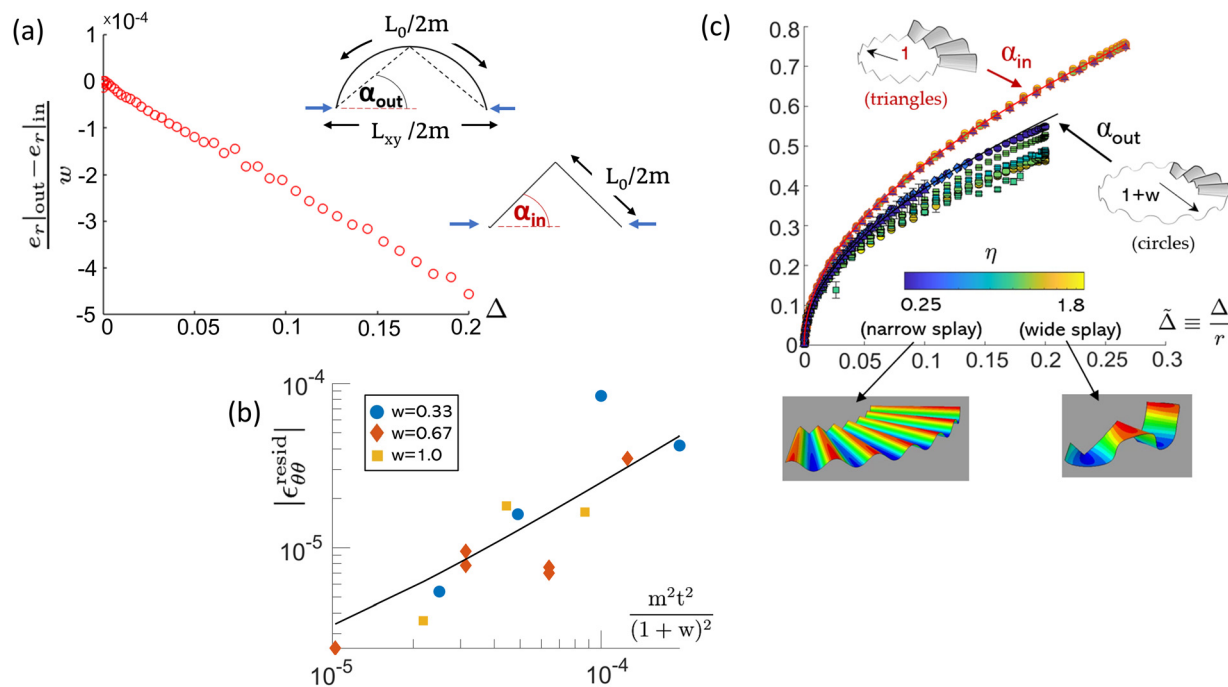 (a)
×10⁻⁴
1
0
-1
-2
-3
-4
-5
e_r|out − e_r|in
w
0
0.05
0.1
0.15
0.2
Δ
L₀/2m
α_out
L_xy /2m
L₀/2m
α_in
(b)
10⁻⁴
10⁻⁵
|ϵ_θθ^resid|
w=0.33
w=0.67
w=1.0
m²t²
(1 + w)²
10⁻⁵
10⁻⁴
(c)
0.8
0.7
0.6
0.5
0.4
0.3
0.2
0.1
0
1
(triangles)
α_in
α_out
1+w
(circles)
η
0.25
1.8
(narrow splay)
(wide splay)
Δ̃ ≡ Δ/r
0
0.05
0.1
0.15
0.2
0.25
0.3